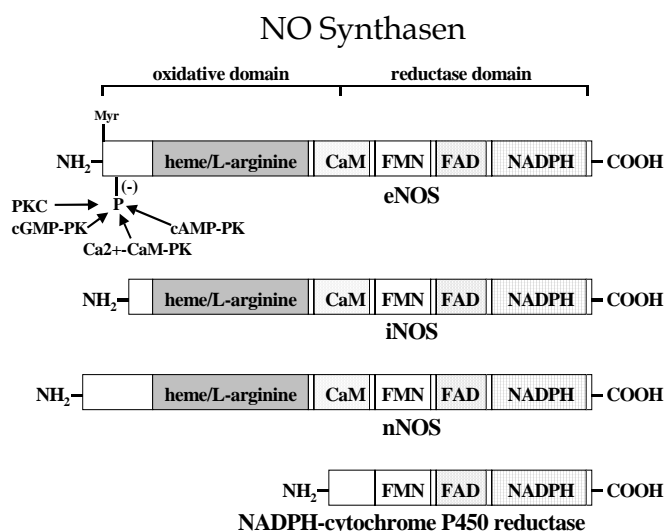 NO Synthasen
oxidative domain reductase domain
Myr
NH2 heme/L-arginine CaM FMN FAD NADPH COOH
eNOS
(-)
P
PKC
cGMP-PK cAMP-PK
Ca2+-CaM-PK
NH2 heme/L-arginine CaM FMN FAD NADPH COOH
iNOS
NH2 heme/L-arginine CaM FMN FAD NADPH COOH
nNOS
NH2 FMN FAD NADPH COOH
NADPH-cytochrome P450 reductase